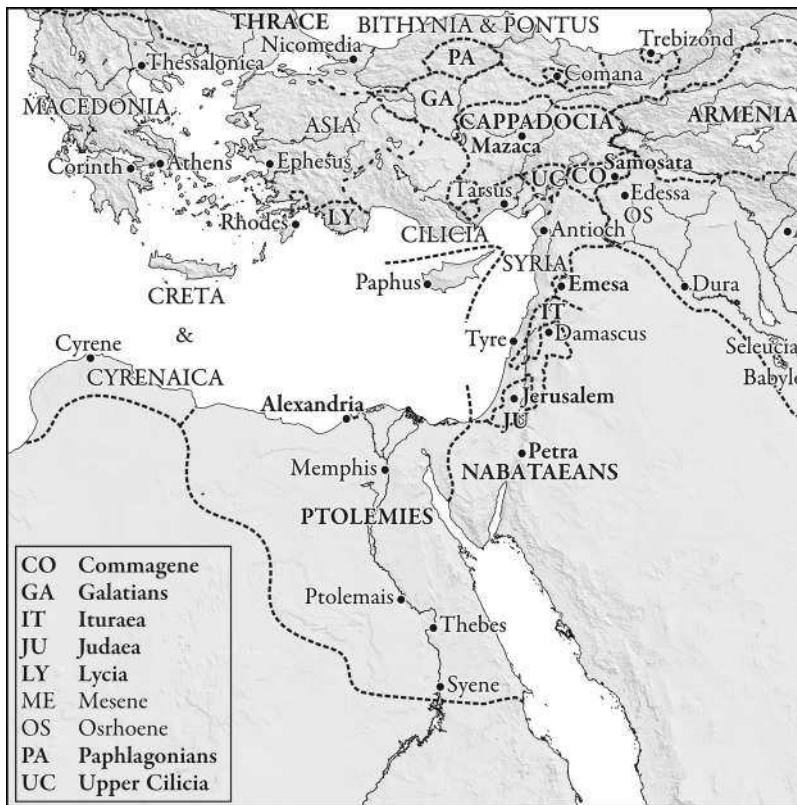 THRACE
BITHYNIA & PONTUS
Nicomedia
Trebizond
PA
Thessalonica
Comana
MACEDONIA
GA
ARMENIA
ASIA
CAPPADOCIA
Mazaca
Corinth
Athens
Ephesus
Samosata
UC
CO
Tarsus
Edessa
OS
Rhodes
LY
CILICIA
Antioch
SYRIA
Paphus
Emesa
Dura
CRETA
&
CYRENAICA
IT
Tyre
Damascus
Cyrene
Seleucia
Babylo
Alexandria
Jerusalem
JU
Petra
NABATAEANS
Memphis
PTOLEMIES
Ptolemais
Thebes
Syene
CO Commagene
GA Galatians
IT Ituraea
JU Judaea
LY Lycia
ME Mesene
OS Osrhoene
PA Paphlagonians
UC Upper Cilicia